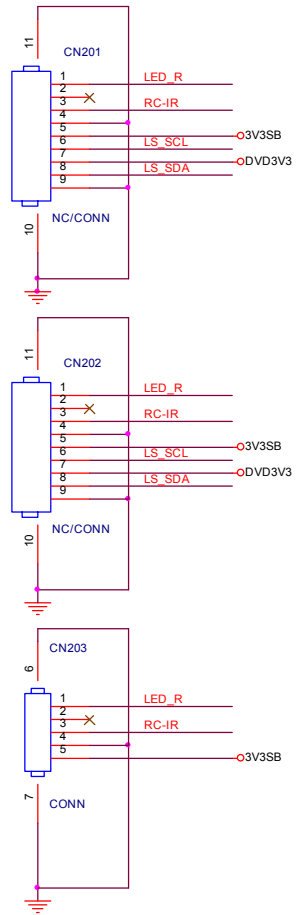 11
CN201
1 LED_R
2
3 RC-IR
4
5 3V3SB
6 LS_SCL
7 DVD3V3
8 LS_SDA
9
10
NC/CONN
11
CN202
1 LED_R
2
3 RC-IR
4
5 3V3SB
6 LS_SCL
7 DVD3V3
8 LS_SDA
9
10
NC/CONN
6
CN203
1 LED_R
2
3 RC-IR
4
5 3V3SB
7
CONN